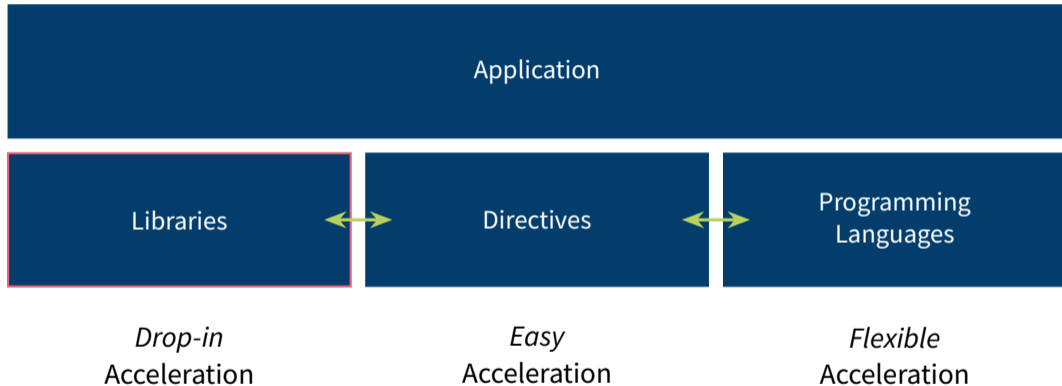 Application
Libraries
Directives
Programming
Languages
Drop-in
Acceleration
Easy
Acceleration
Flexible
Acceleration